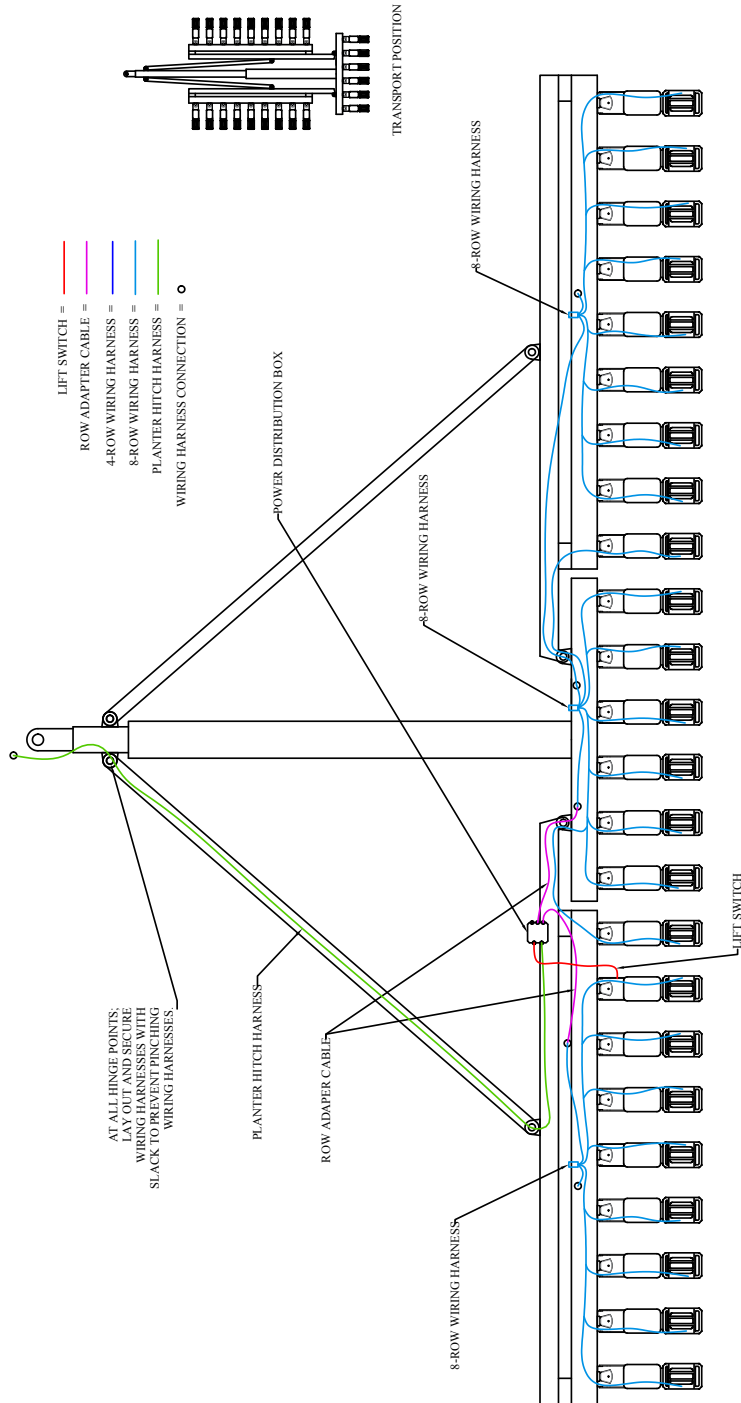 TRANSPORT POSITION
LIFT SWITCH =
ROW ADAPTER CABLE =
4-ROW WIRING HARNESS =
8-ROW WIRING HARNESS =
PLANTER HITCH HARNESS =
WIRING HARNESS CONNECTION =
AT ALL HINGE POINTS;
LAY OUT AND SECURE
WIRING HARNESSES WITH
SLACK TO PREVENT PINCHING
WIRING HARNESSES.
PLANTER HITCH HARNESS
POWER DISTRIBUTION BOX
ROW ADAPER CABLE
8-ROW WIRING HARNESS
8-ROW WIRING HARNESS
8-ROW WIRING HARNESS
LIFT SWITCH